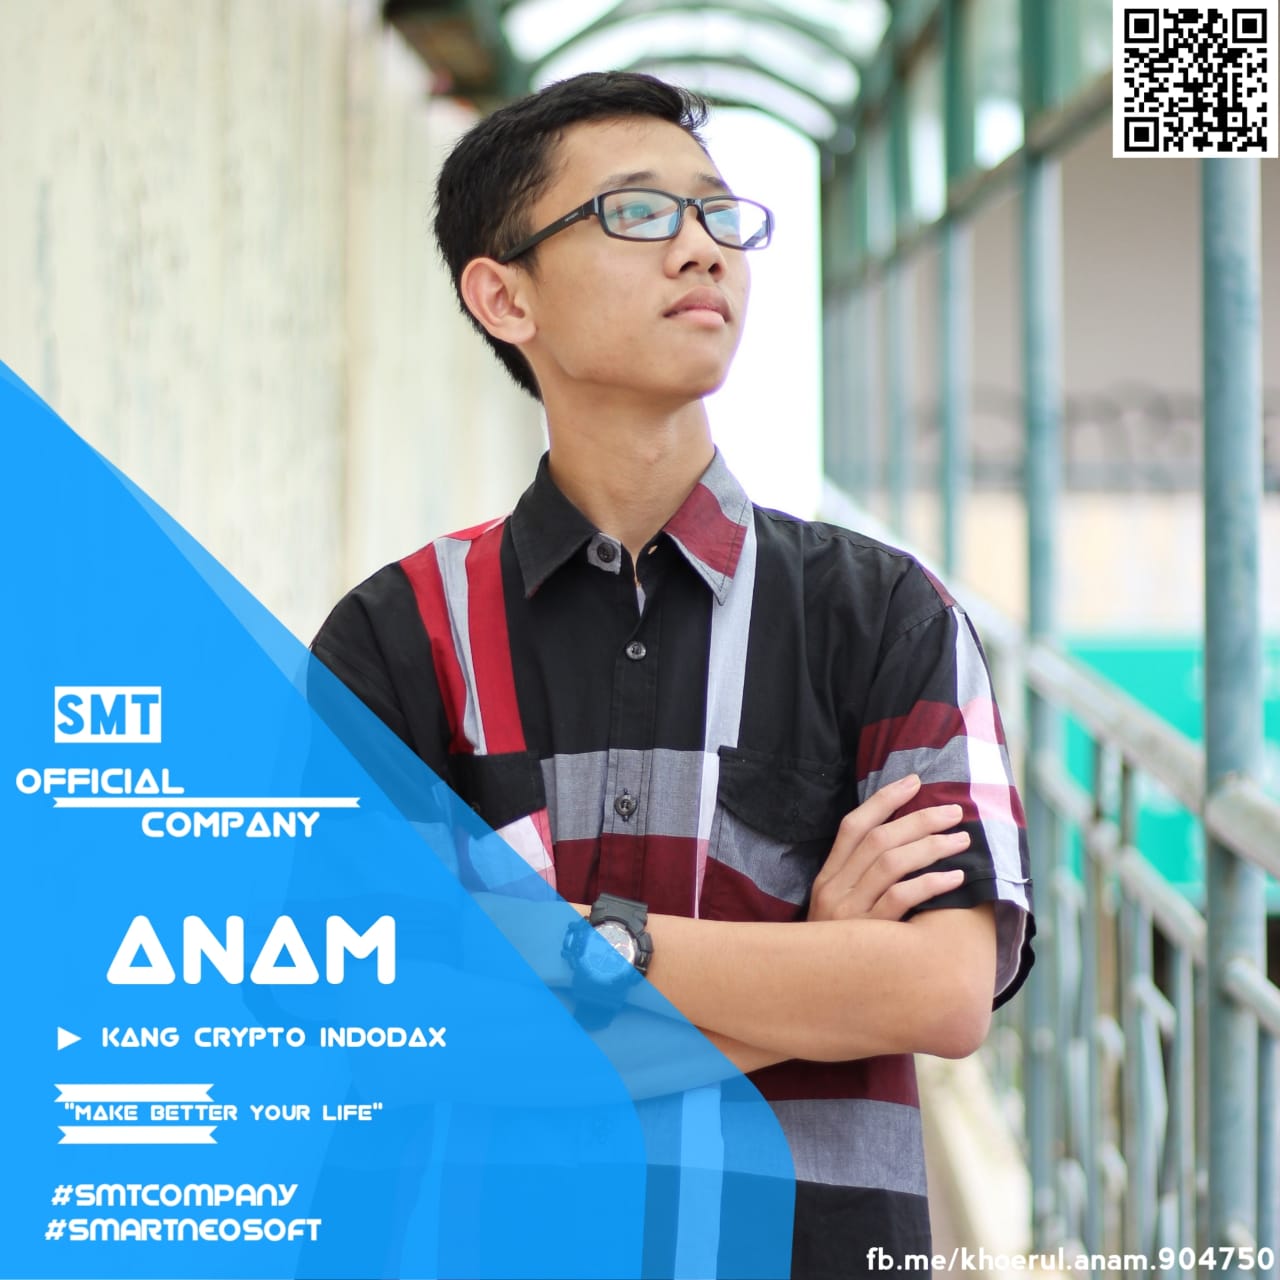 SMT
OFFICIAL
COMPANY
ANAM
▶ KANG CRYPTO INDODAX
"MAKE BETTER YOUR LIFE"
#SMTCOMPANY
#SMARTNEOSOFT
fb.me/khoerul.anam.904750